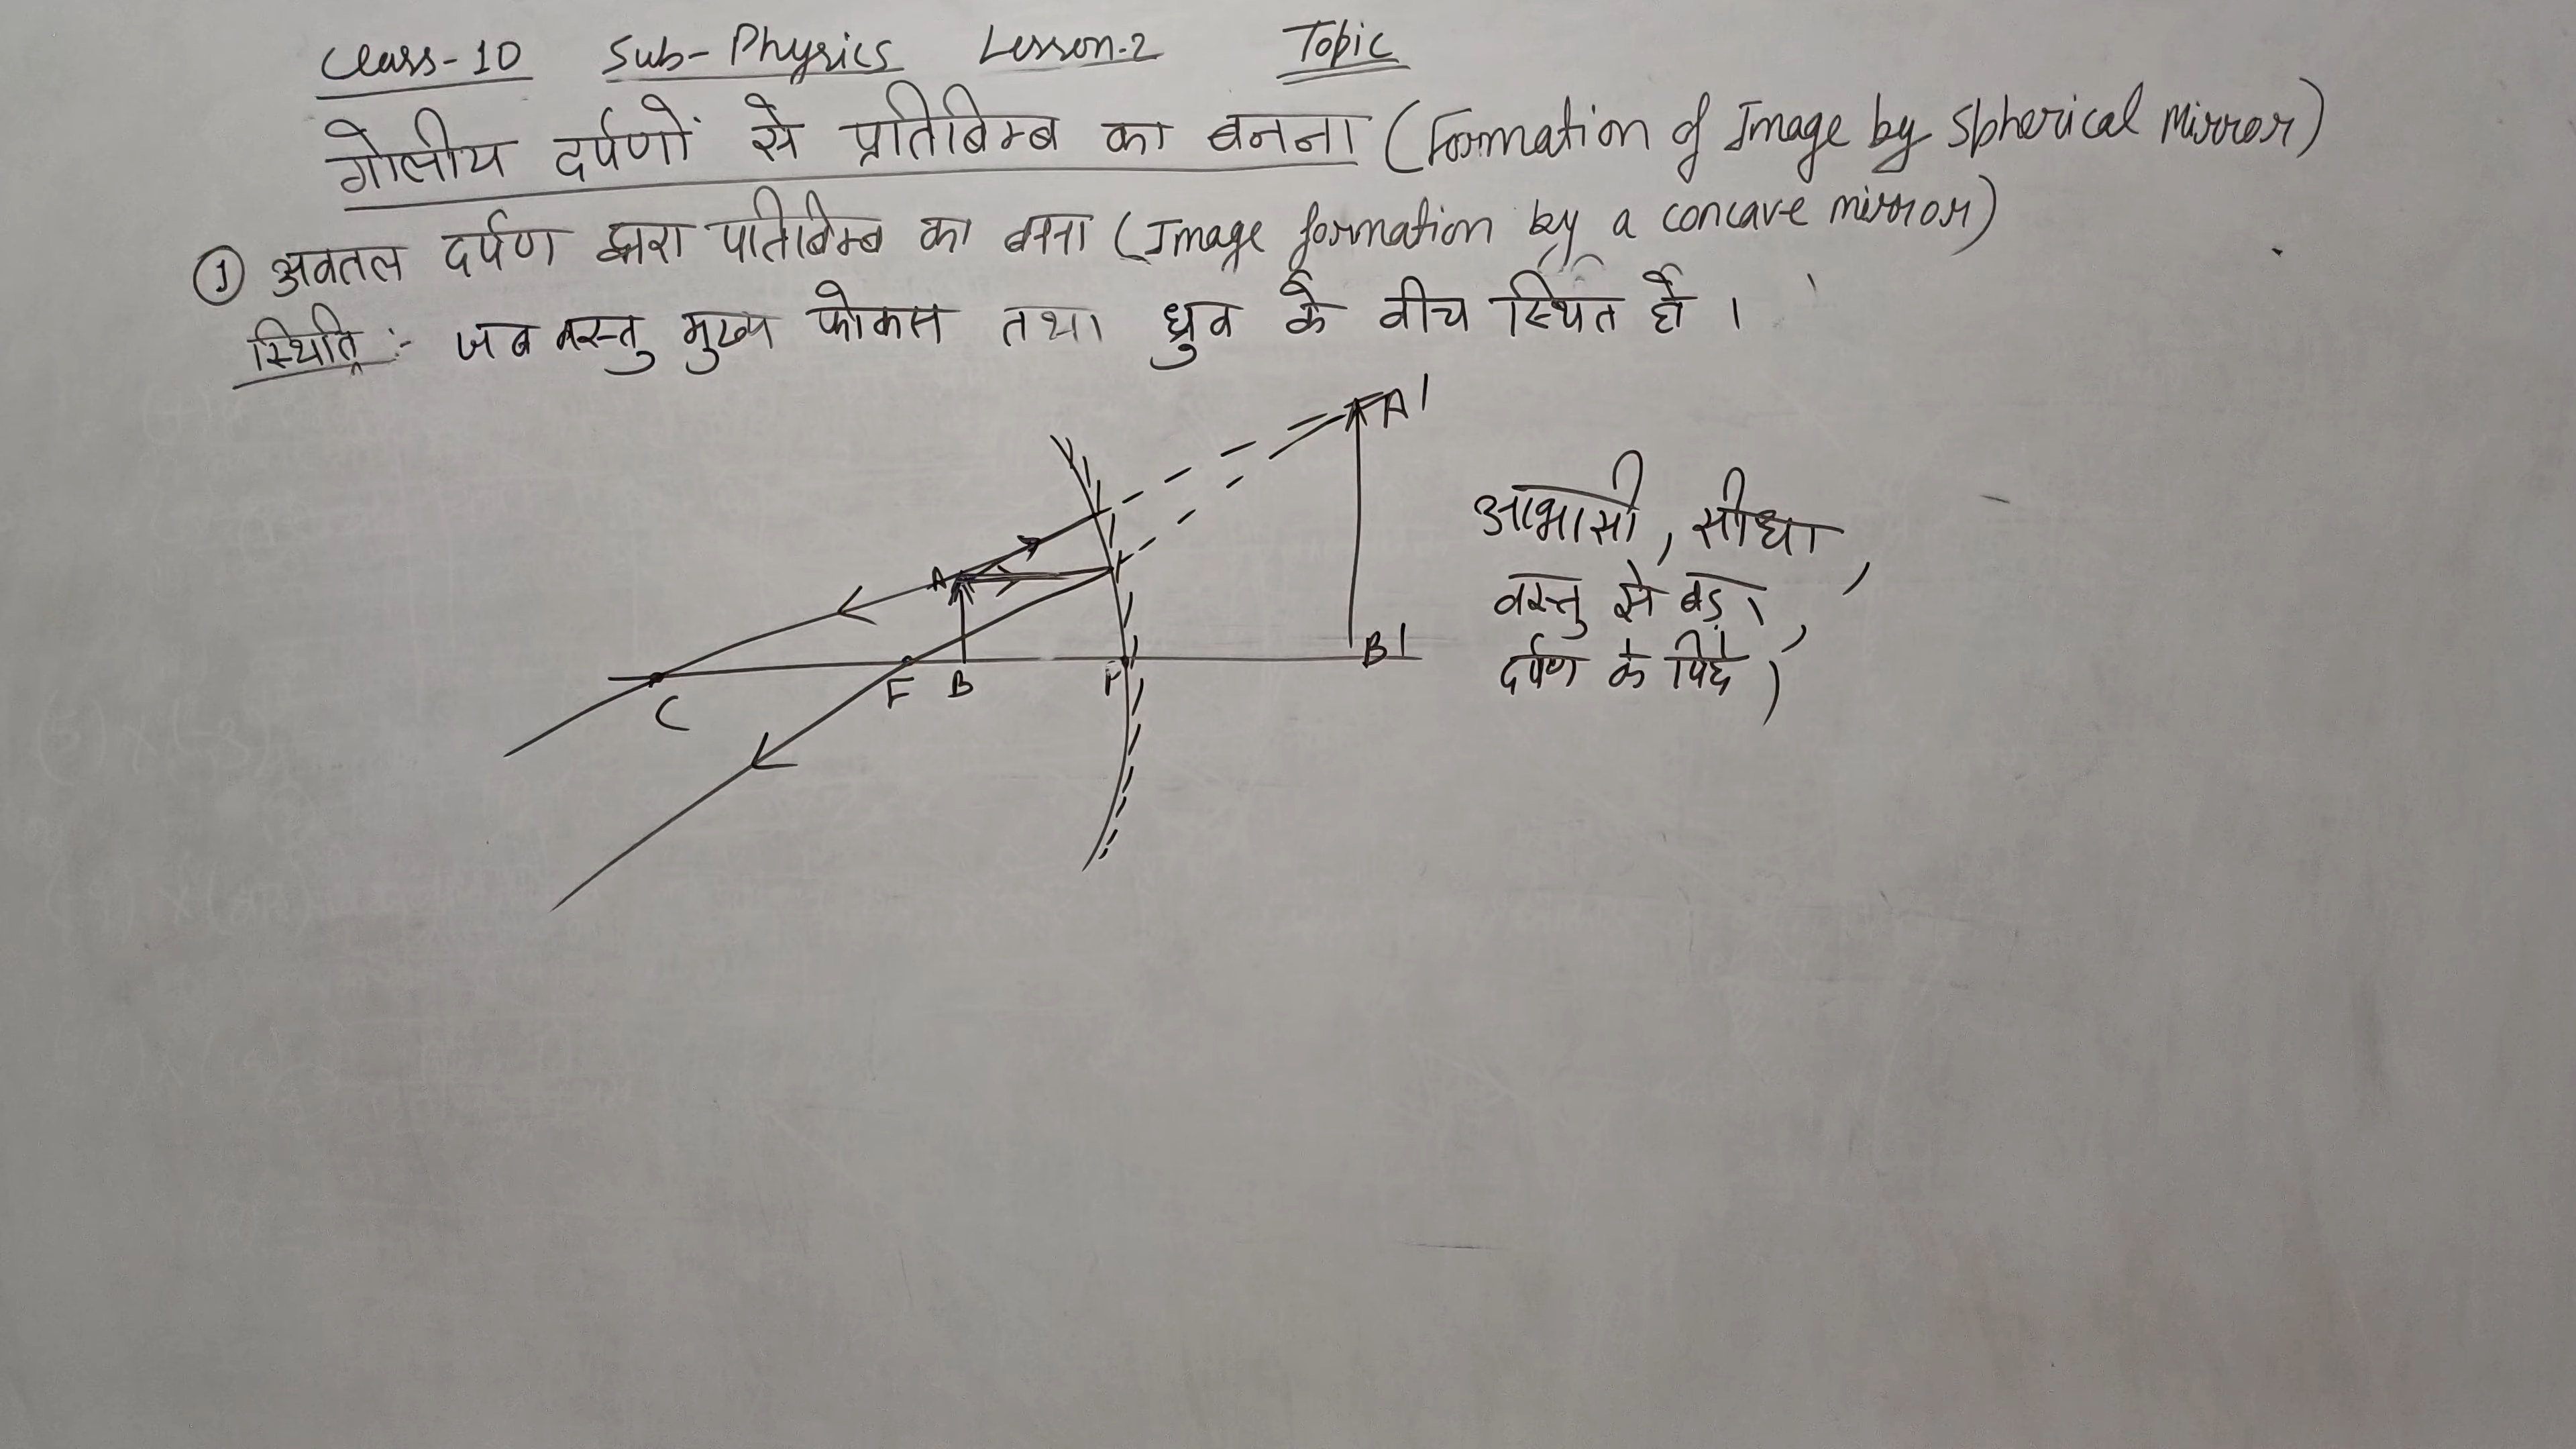 Class-10 Sub-Physics Lesson-2 Topic
गोलीय दर्पणों से प्रतिबिम्ब का बनना (Formation of Image by Spherical Mirror)
① अवतल दर्पण द्वारा प्रतिबिम्ब का बनना (Image formation by a concave mirror)
स्थिति :- जब वस्तु मुख्य फोकस तथा ध्रुव के बीच स्थित हो ।
A'
A
आभासी, सीधा,
वस्तु से बड़ा,
C F B P B'
दर्पण के पिछे,